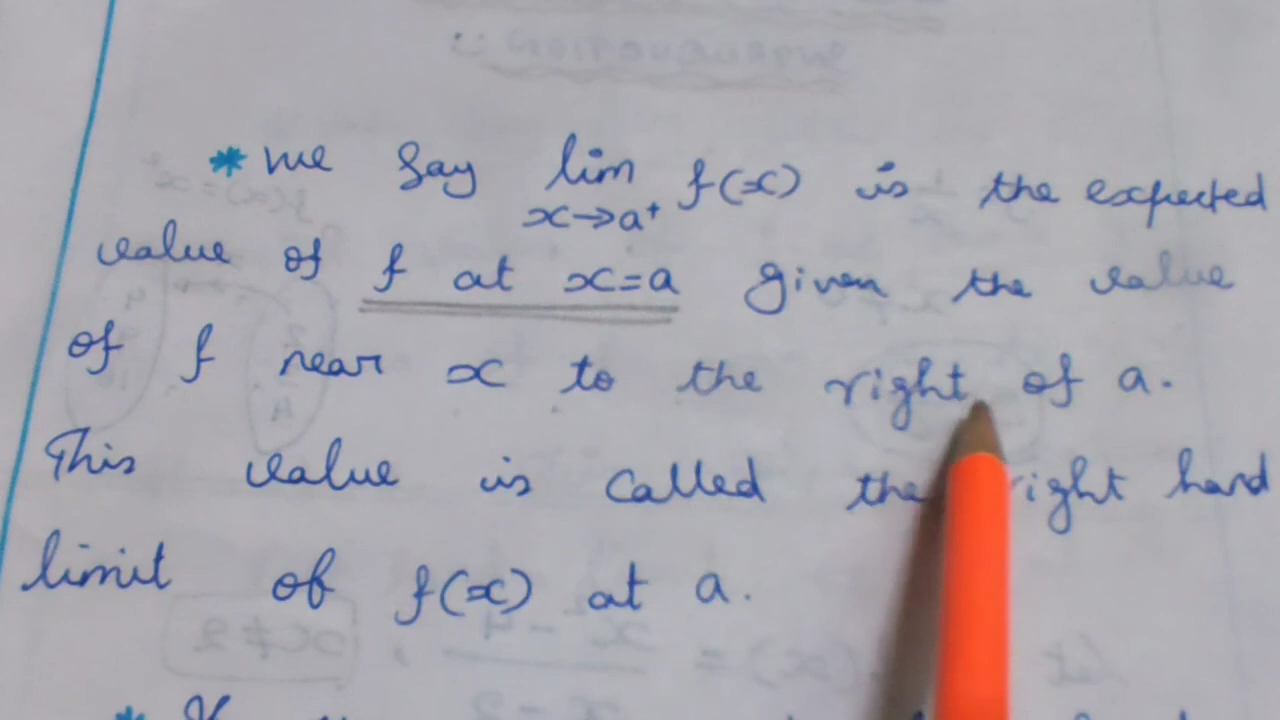 * We say lim f(x) is the expected
x→a⁺
value of f at x=a given the value
of f near x to the right of a.
This value is called the right hand
limit of f(x) at a.